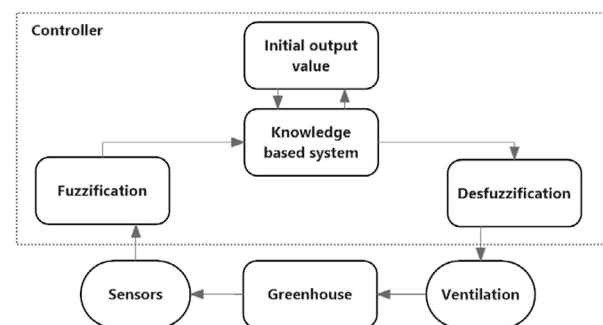 Controller
Initial output
value
Knowledge
based system
Fuzzification
Desfuzzification
Sensors
Greenhouse
Ventilation